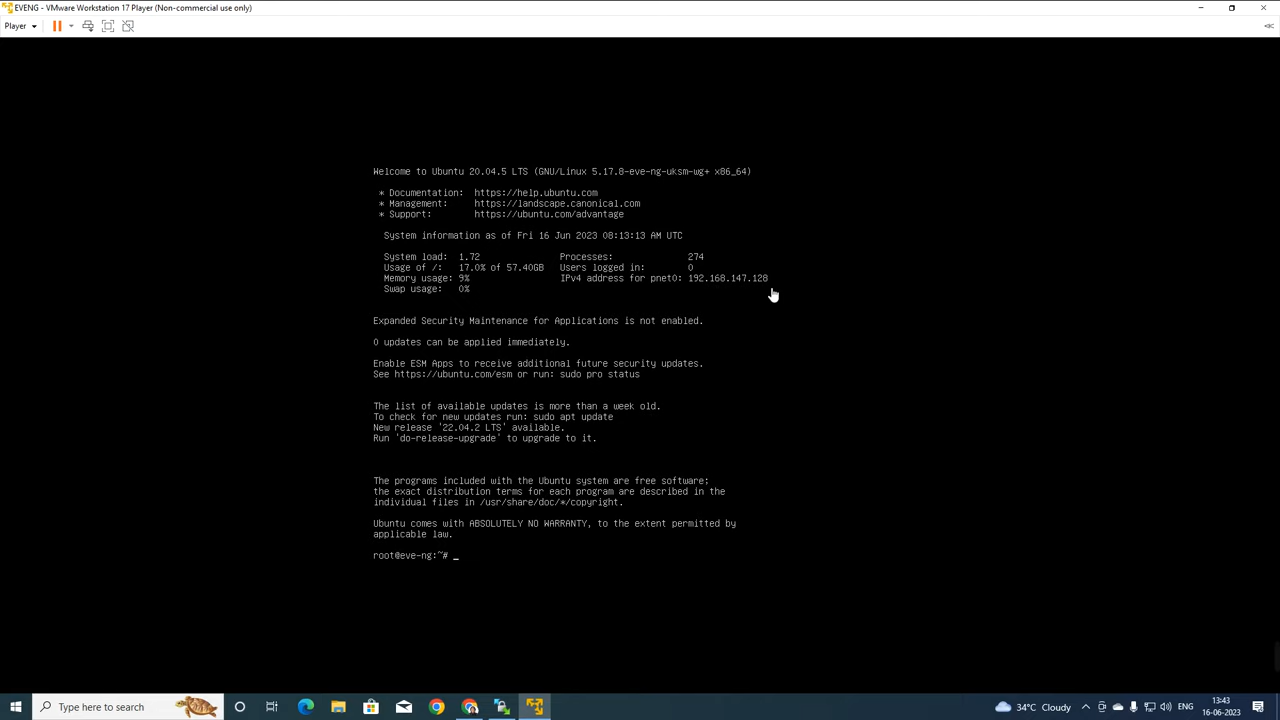 EVENG - VMware Workstation 17 Player (Non-commercial use only)
Player
Welcome to Ubuntu 20.04.5 LTS (GNU/Linux 5.17.8-eve-ng-uksm-wg+ x86_64)
* Documentation: https://help.ubuntu.com
* Management: https://landscape.canonical.com
* Support: https://ubuntu.com/advantage
System information as of Fri 16 Jun 2023 08:13:13 AM UTC
System load: 1.72 Processes: 274
Usage of /: 17.0% of 57.40GB Users logged in: 0
Memory usage: 9% IPv4 address for pnet0: 192.168.147.128
Swap usage: 0%
Expanded Security Maintenance for Applications is not enabled.
0 updates can be applied immediately.
Enable ESM Apps to receive additional future security updates.
See https://ubuntu.com/esm or run: sudo pro status
The list of available updates is more than a week old.
To check for new updates run: sudo apt update
New release '22.04.2 LTS' available.
Run 'do-release-upgrade' to upgrade to it.
The programs included with the Ubuntu system are free software;
the exact distribution terms for each program are described in the
individual files in /usr/share/doc/*/copyright.
Ubuntu comes with ABSOLUTELY NO WARRANTY, to the extent permitted by
applicable law.
root@eve-ng:~# _
Type here to search
34°C Cloudy
ENG
13:43
16-06-2023